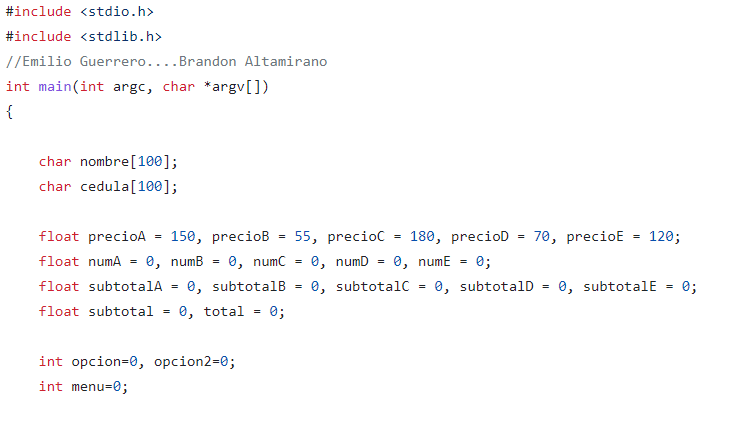 #include <stdio.h>
#include <stdlib.h>
//Emilio Guerrero....Brandon Altamirano
int main(int argc, char *argv[])
{
char nombre[100];
char cedula[100];
float precioA = 150, precioB = 55, precioC = 180, precioD = 70, precioE = 120;
float numA = 0, numB = 0, numC = 0, numD = 0, numE = 0;
float subtotalA = 0, subtotalB = 0, subtotalC = 0, subtotalD = 0, subtotalE = 0;
float subtotal = 0, total = 0;
int opcion=0, opcion2=0;
int menu=0;